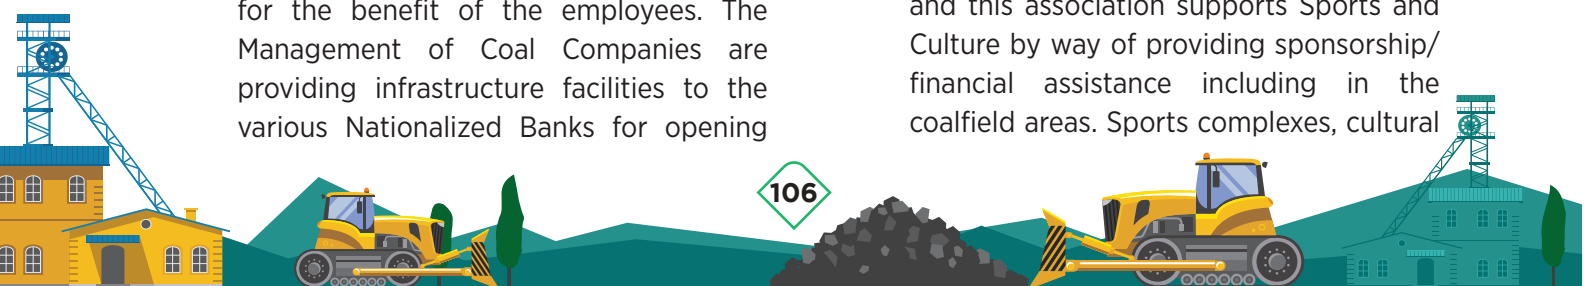 for the benefit of the employees. The
Management of Coal Companies are
providing infrastructure facilities to the
various Nationalized Banks for opening
and this association supports Sports and
Culture by way of providing sponsorship/
financial assistance including in the
coalfield areas. Sports complexes, cultural
106